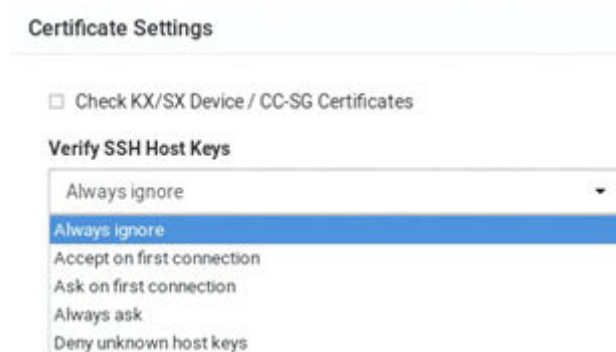 Certificate Settings
Check KX/SX Device / CC-SG Certificates
Verify SSH Host Keys
Always ignore
Always ignore
Accept on first connection
Ask on first connection
Always ask
Deny unknown host keys